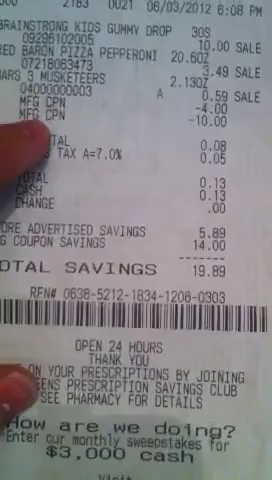 2183 0021 06/03/2012 6:08 PM
BRAINSTRONG KIDS GUMMY DROP 30S
09296102005 10.00 SALE
RED BARON PIZZA PEPPERONI 20.60Z
07218063473 3.49 SALE
MARS 3 MUSKETEERS 2.130Z
04000000003 A 0.59 SALE
MFG CPN -4.00
MFG CPN -10.00
TAL 0.08
TAX A=7.0% 0.05
TOTAL 0.13
CASH 0.13
CHANGE .00
ORE ADVERTISED SAVINGS 5.89
G COUPON SAVINGS 14.00
-------
OTAL SAVINGS 19.89
RFN# 0638-5212-1834-1206-0303
OPEN 24 HOURS
THANK YOU
ON YOUR PRESCRIPTIONS BY JOINING
EENS PRESCRIPTION SAVINGS CLUB
SEE PHARMACY FOR DETAILS
How are we doing?
Enter our monthly sweepstakes for
$3,000 cash